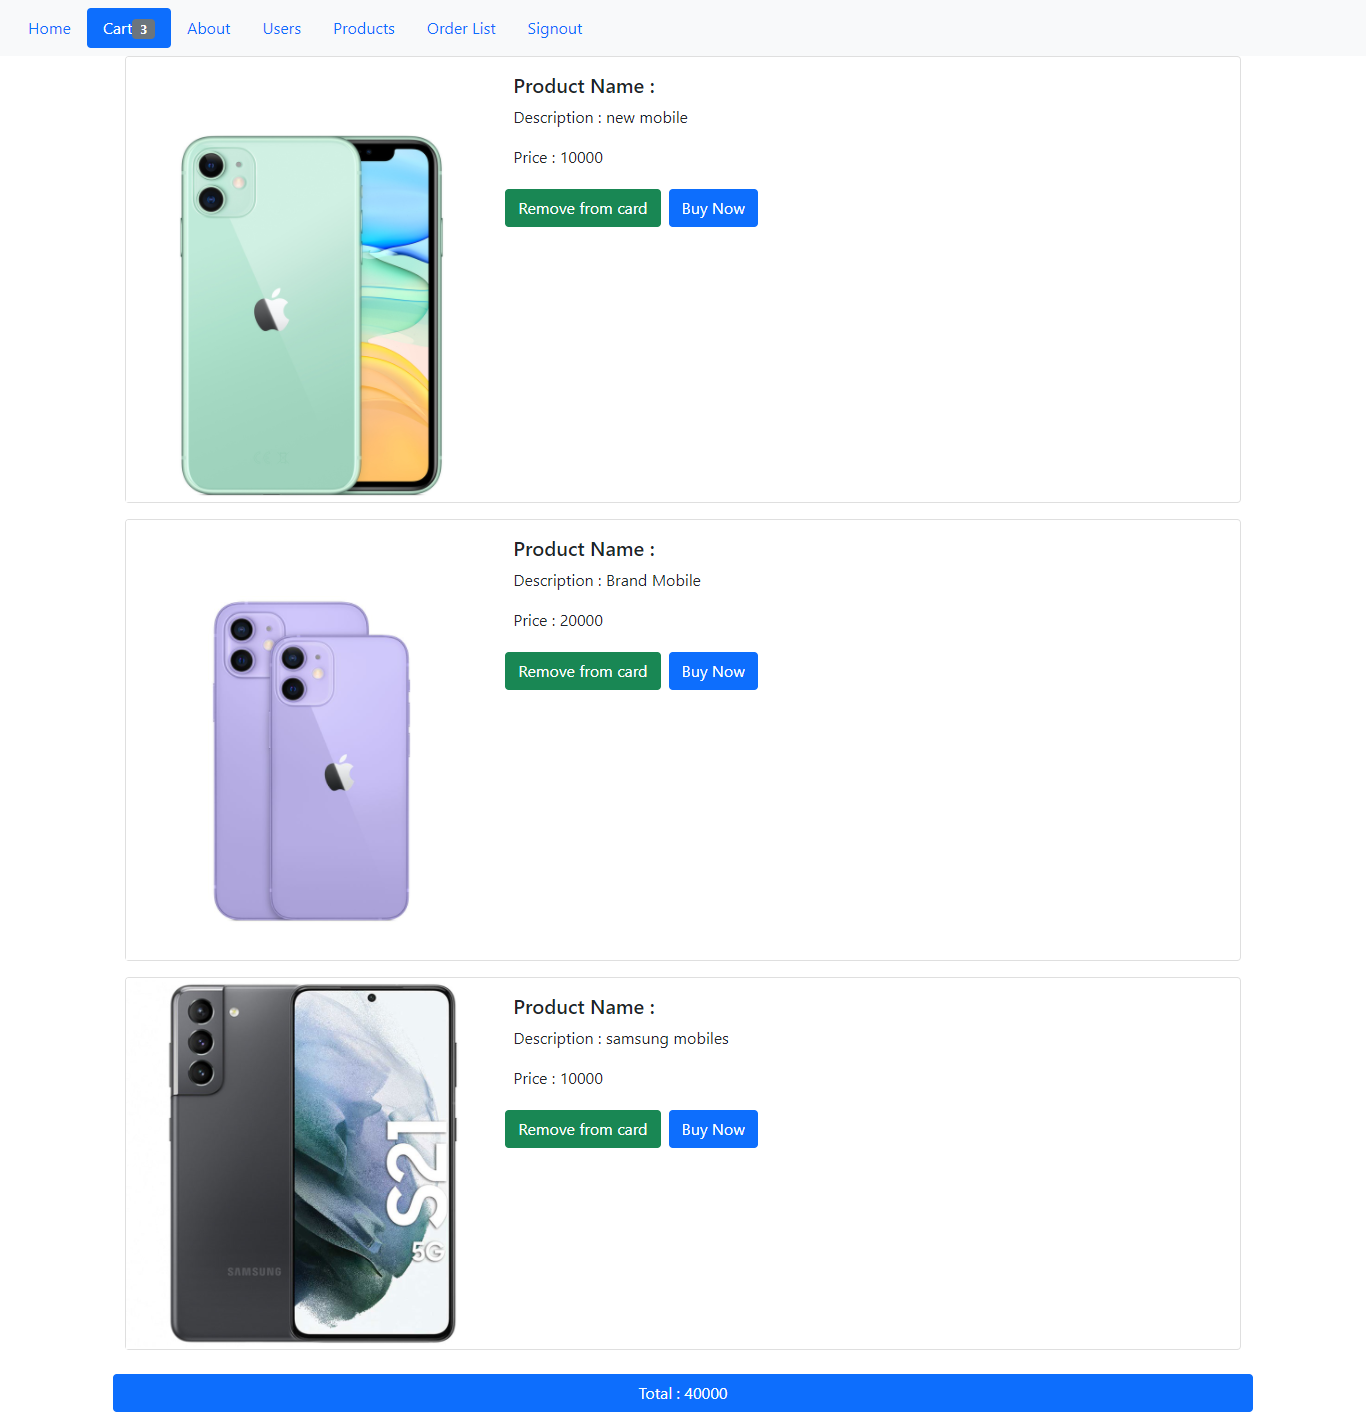 Home Cart 3 About Users Products Order List Signout
Product Name :
Description : new mobile
Price : 10000
Remove from card Buy Now
Product Name :
Description : Brand Mobile
Price : 20000
Remove from card Buy Now
Product Name :
Description : samsung mobiles
Price : 10000
Remove from card Buy Now
S21
5G
SAMSUNG
Total : 40000